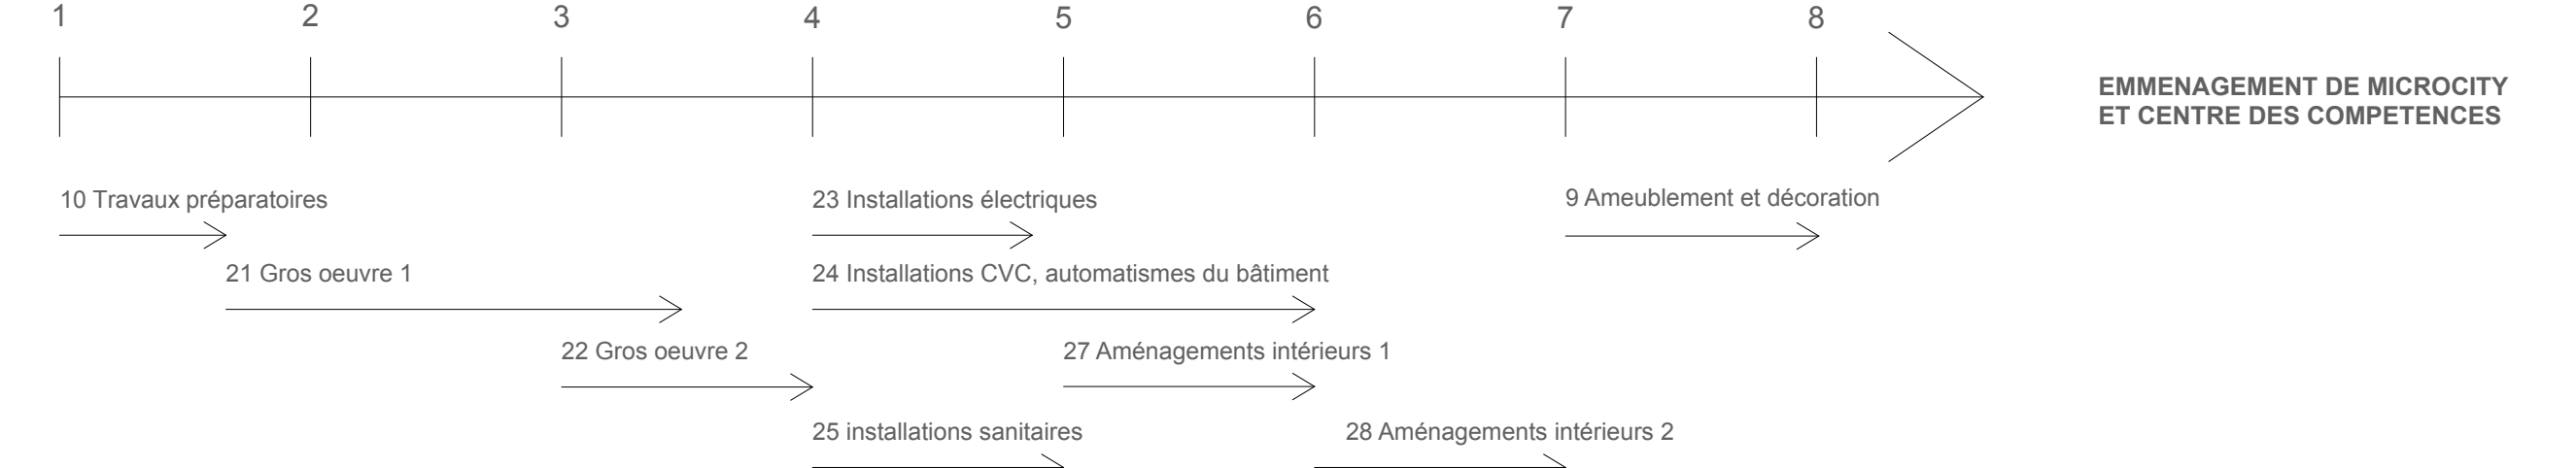 1 2 3 4 5 6 7 8
EMMENAGEMENT DE MICROCITY
ET CENTRE DES COMPETENCES
10 Travaux préparatoires
23 Installations électriques
9 Ameublement et décoration
21 Gros oeuvre 1
24 Installations CVC, automatismes du bâtiment
22 Gros oeuvre 2
27 Aménagements intérieurs 1
25 installations sanitaires
28 Aménagements intérieurs 2